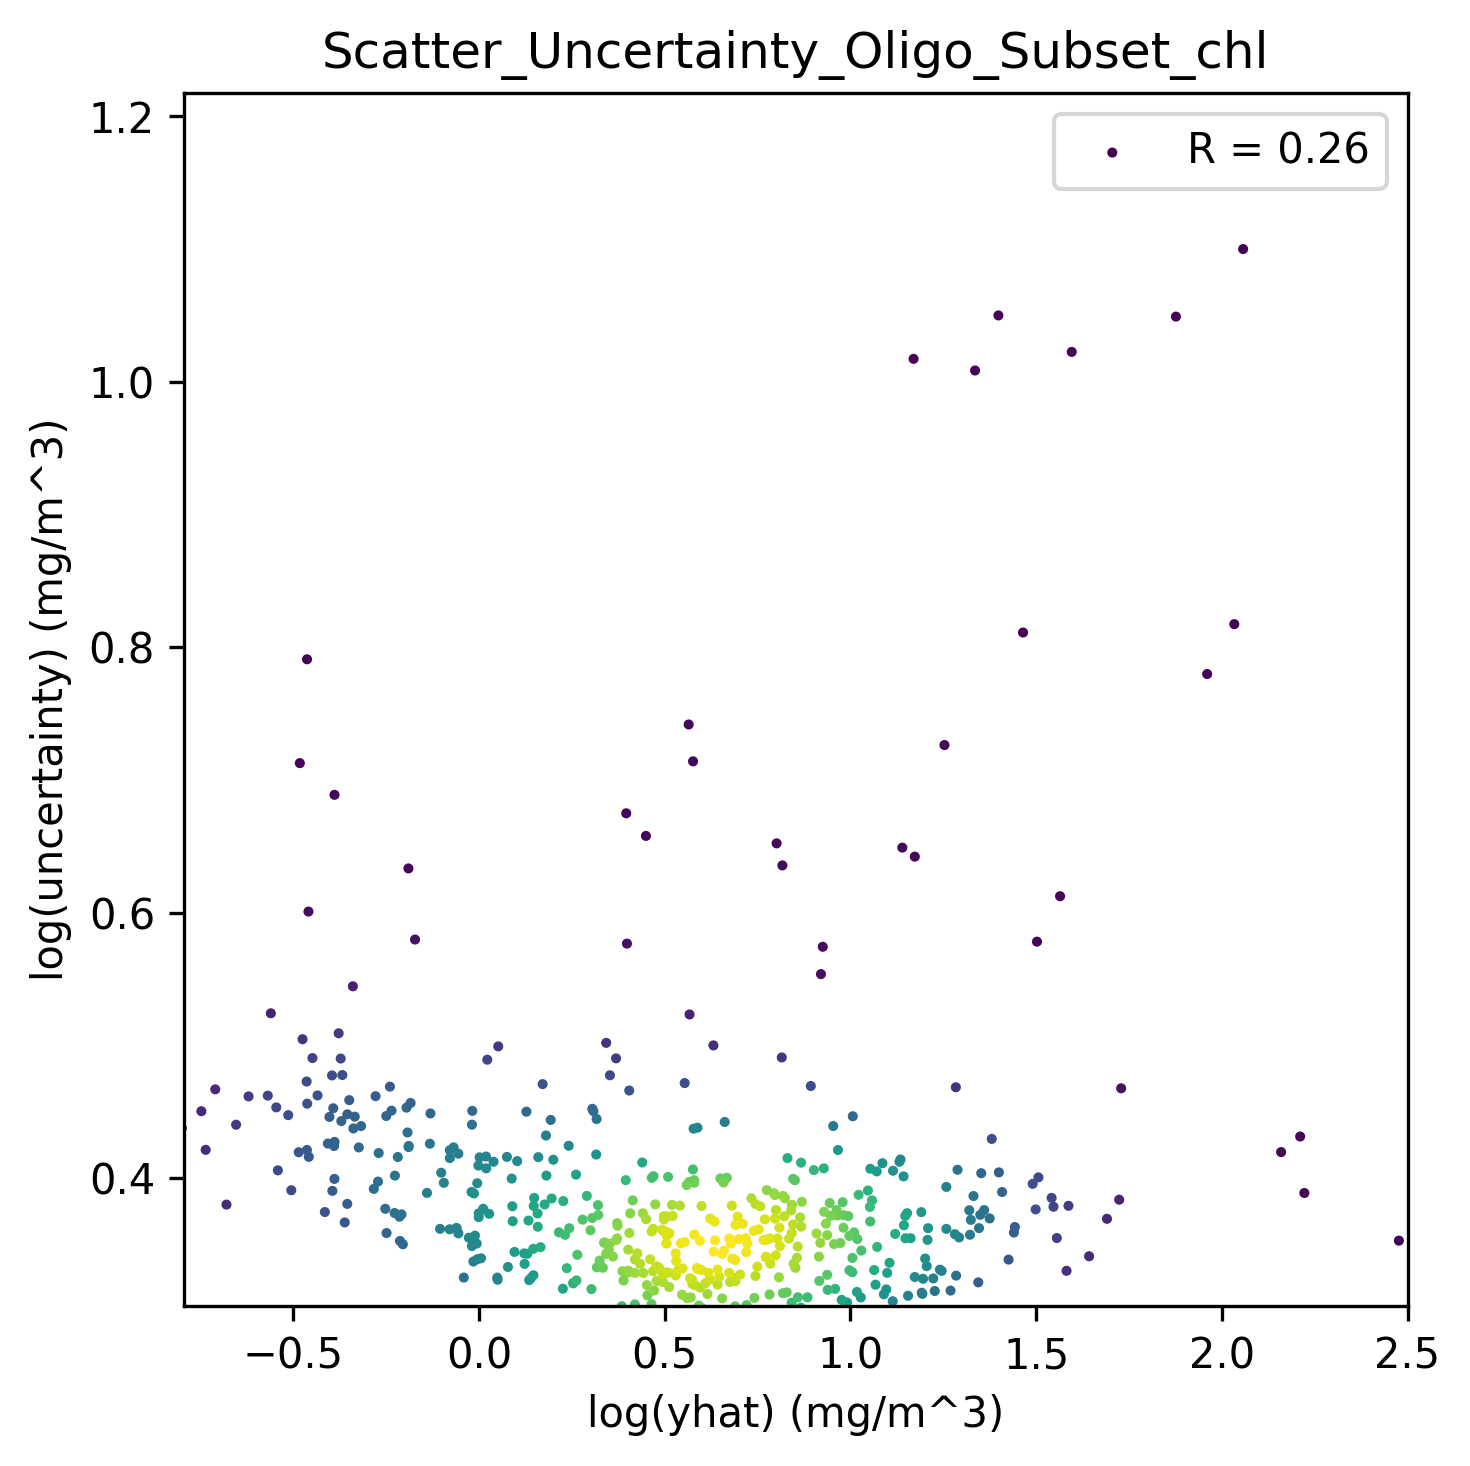 Scatter_Uncertainty_Oligo_Subset_chl
R = 0.26
1.2
1.0
0.8
0.6
0.4
log(uncertainty) (mg/m^3)
−0.5 0.0 0.5 1.0 1.5 2.0 2.5
log(yhat) (mg/m^3)